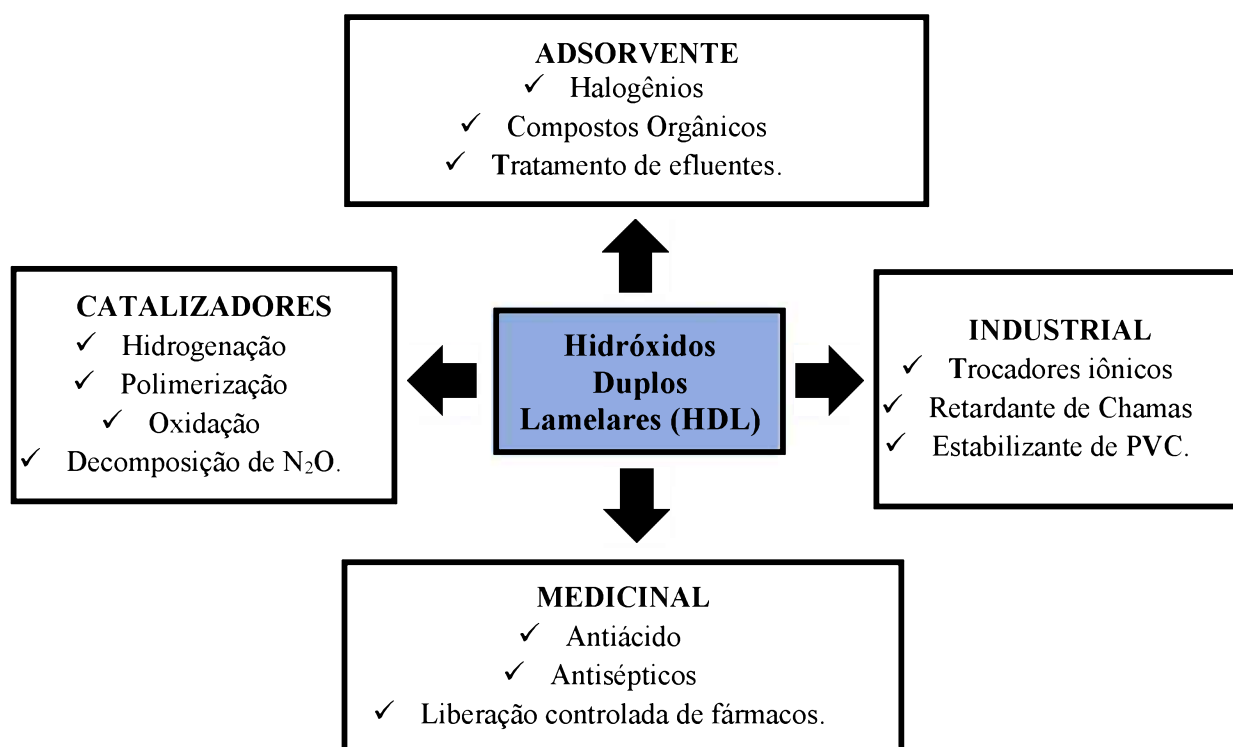 ADSORVENTE
✓ Halogênios
✓ Compostos Orgânicos
✓ Tratamento de efluentes.
CATALIZADORES
✓ Hidrogenação
✓ Polimerização
✓ Oxidação
✓ Decomposição de N₂O.
Hidróxidos
Duplos
Lamelares (HDL)
INDUSTRIAL
✓ Trocadores iônicos
✓ Retardante de Chamas
✓ Estabilizante de PVC.
MEDICINAL
✓ Antiácido
✓ Antisépticos
✓ Liberação controlada de fármacos.